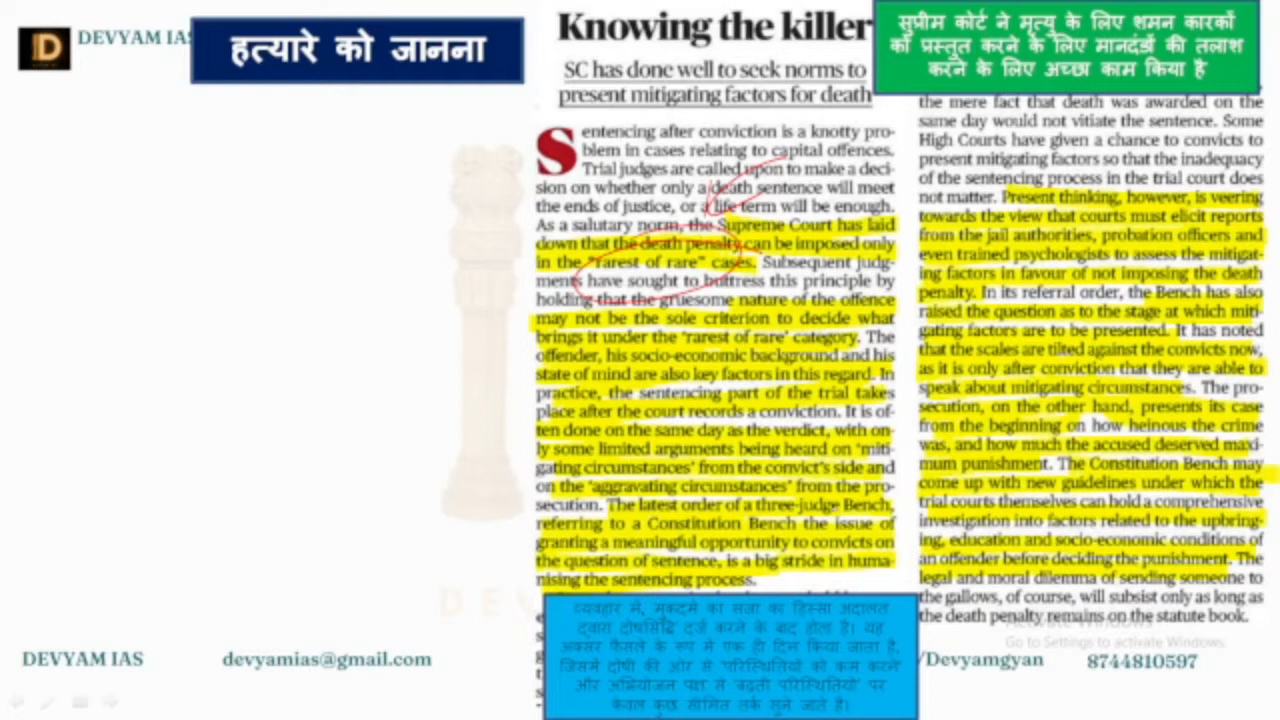 DEVYAM IAS
हत्यारे को जानना
Knowing the killer
SC has done well to seek norms to
present mitigating factors for death
सुप्रीम कोर्ट ने मृत्यु के लिए शमन कारकों
को प्रस्तुत करने के लिए मानदंडों की तलाश
करने के लिए अच्छा काम किया है
Sentencing after conviction is a knotty pro-
blem in cases relating to capital offences.
Trial judges are called upon to make a deci-
sion on whether only a death sentence will meet
the ends of justice, or a life term will be enough.
As a salutary norm, the Supreme Court has laid
down that the death penalty can be imposed only
in the "rarest of rare" cases. Subsequent judg-
ments have sought to buttress this principle by
holding that the gruesome nature of the offence
may not be the sole criterion to decide what
brings it under the 'rarest of rare' category. The
offender, his socio-economic background and his
state of mind are also key factors in this regard. In
practice, the sentencing part of the trial takes
place after the court records a conviction. It is of-
ten done on the same day as the verdict, with on-
ly some limited arguments being heard on 'miti-
gating circumstances' from the convict's side and
on the 'aggravating circumstances' from the pro-
secution. The latest order of a three-judge Bench,
referring to a Constitution Bench the issue of
granting a meaningful opportunity to convicts on
the question of sentence, is a big stride in huma-
nising the sentencing process.
व्यवहार में, मुकदमे का सजा का हिस्सा अदालत
द्वारा दोषसिद्धि दर्ज करने के बाद होता है। यह
अक्सर फैसले के रूप में एक ही दिन किया जाता है,
जिसमें दोषी की ओर से 'परिस्थितियों को कम करने'
और अभियोजन पक्ष से 'बढ़ती परिस्थितियों' पर
केवल कुछ सीमित तर्क सुने जाते हैं।
the mere fact that death was awarded on the
same day would not vitiate the sentence. Some
High Courts have given a chance to convicts to
present mitigating factors so that the inadequacy
of the sentencing process in the trial court does
not matter. Present thinking, however, is veering
towards the view that courts must elicit reports
from the jail authorities, probation officers and
even trained psychologists to assess the mitigat-
ing factors in favour of not imposing the death
penalty. In its referral order, the Bench has also
raised the question as to the stage at which miti-
gating factors are to be presented. It has noted
that the scales are tilted against the convicts now,
as it is only after conviction that they are able to
speak about mitigating circumstances. The pro-
secution, on the other hand, presents its case
from the beginning on how heinous the crime
was, and how much the accused deserved maxi-
mum punishment. The Constitution Bench may
come up with new guidelines under which the
trial courts themselves can hold a comprehensive
investigation into factors related to the upbring-
ing, education and socio-economic conditions of
an offender before deciding the punishment. The
legal and moral dilemma of sending someone to
the gallows, of course, will subsist only as long as
the death penalty remains on the statute book.
Activate Windows
Go to Settings to activate Windows.
DEVYAM IAS
devyamias@gmail.com
/Devyamgyan
8744810597